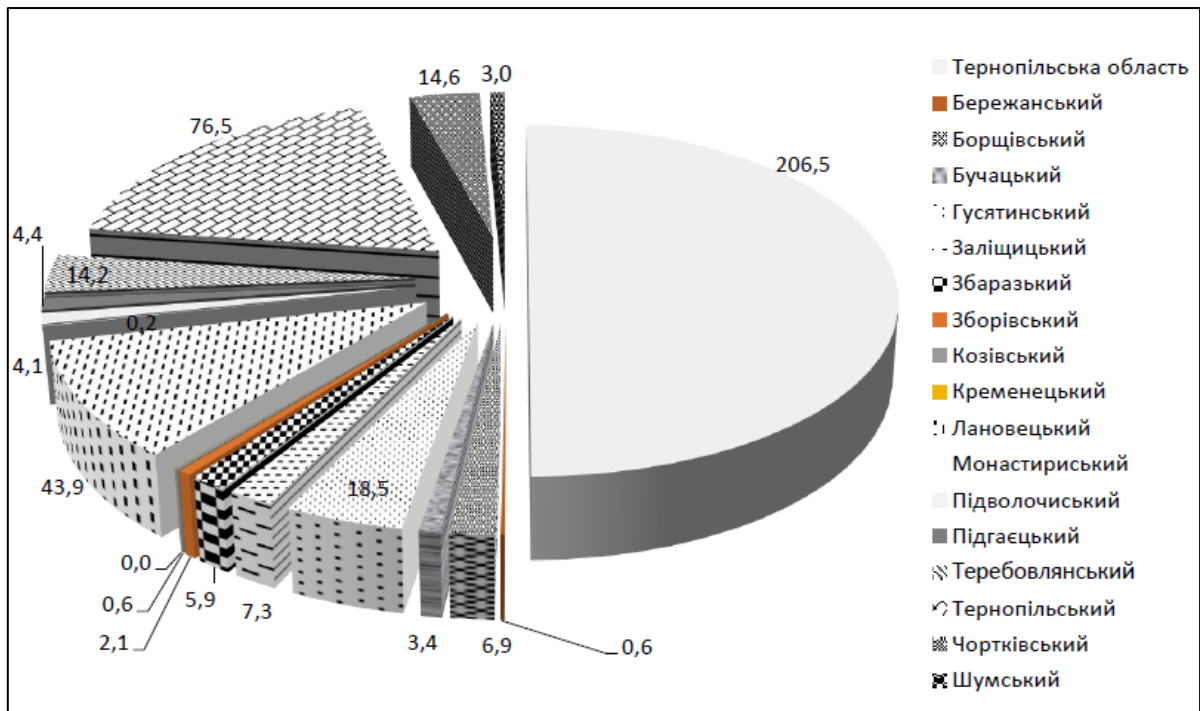 14,6
3,0
76,5
206,5
4,4
14,2
0,2
4,1
43,9
18,5
0,0
0,6
5,9
7,3
2,1
3,4
6,9
0,6
Тернопільська область
Бережанський
Борщівський
Бучацький
Гусятинський
Заліщицький
Збаразький
Зборівський
Козівський
Кременецький
Лановецький
Монастириський
Підволочиський
Підгаєцький
Теребовлянський
Тернопільський
Чортківський
Шумський